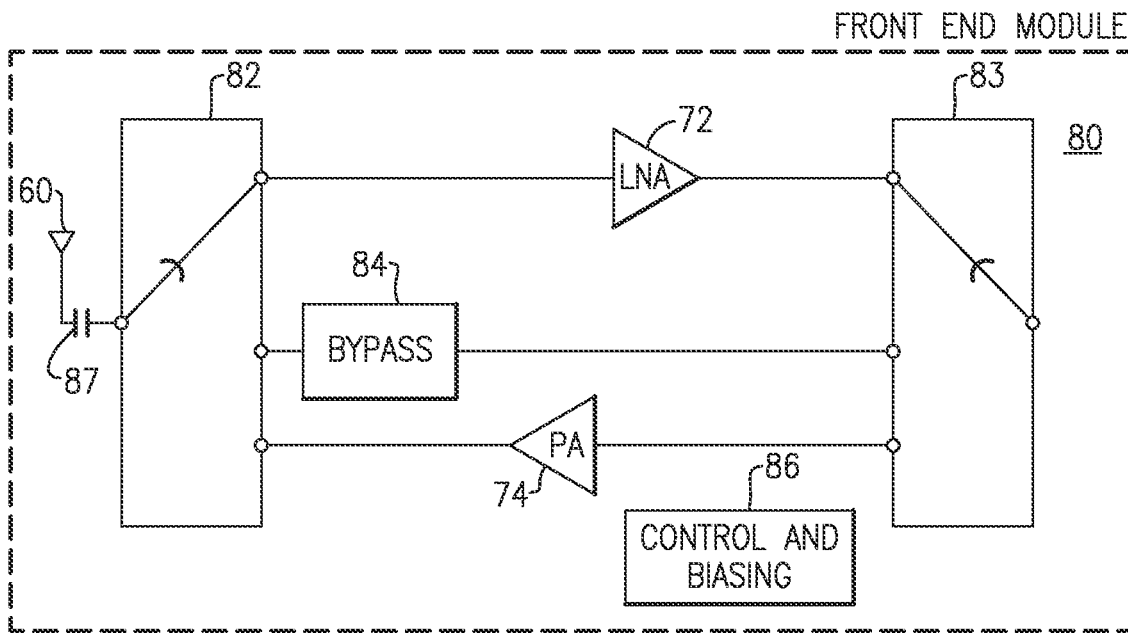 FRONT END MODULE
82
83
72
80
LNA
60
84
BYPASS
87
PA
86
74
CONTROL AND
BIASING